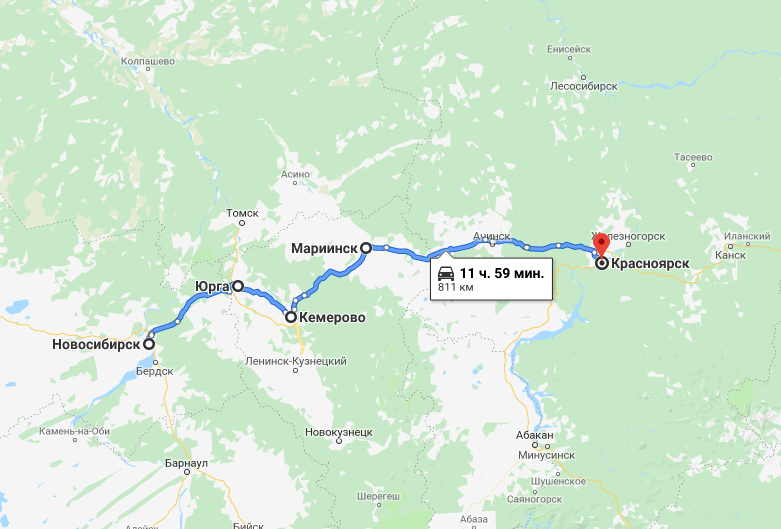 Енисейск
Колпашево
Лесосибирск
Тасеево
Асино
Томск
Ачинск
Железногорск
Иланский
Мариинск
Канск
Красноярск
11 ч. 59 мин.
811 км
Юрга
Кемерово
Новосибирск
Ленинск-Кузнецкий
Бердск
Камень-на-Оби
Новокузнецк
Абакан
Минусинск
Барнаул
Шушенское
Шерегеш
Саяногорск
Абаза
Бийск